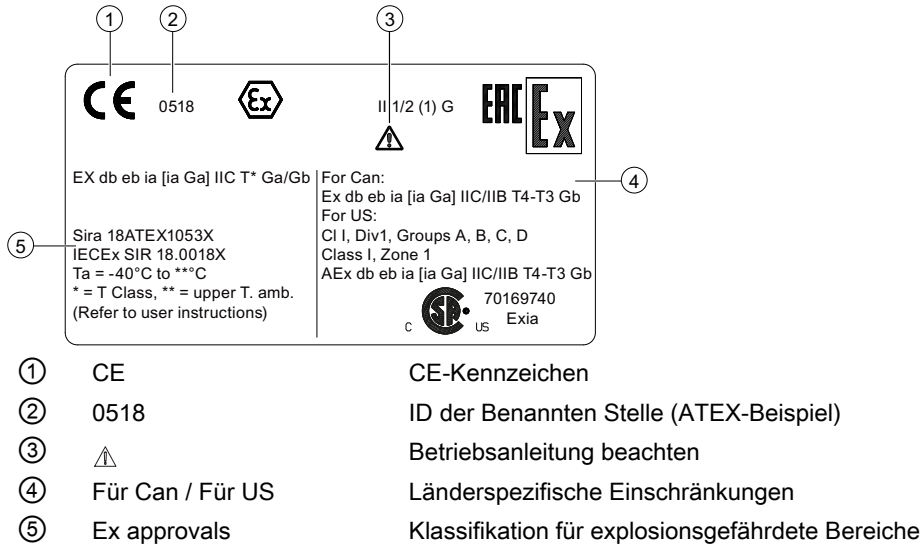 1 2 3
CE 0518 Ex II 1/2 (1) G EAC Ex
EX db eb ia [ia Ga] IIC T* Ga/Gb
Sira 18ATEX1053X
IECEx SIR 18.0018X
Ta = -40°C to **°C
* = T Class, ** = upper T. amb.
(Refer to user instructions)
5
For Can:
Ex db eb ia [ia Ga] IIC/IIB T4-T3 Gb
For US:
Cl I, Div1, Groups A, B, C, D
Class I, Zone 1
AEx db eb ia [ia Ga] IIC/IIB T4-T3 Gb
4
C SA US 70169740
Exia
① CE CE-Kennzeichen
② 0518 ID der Benannten Stelle (ATEX-Beispiel)
③ ⚠ Betriebsanleitung beachten
④ Für Can / Für US Länderspezifische Einschränkungen
⑤ Ex approvals Klassifikation für explosionsgefährdete Bereiche